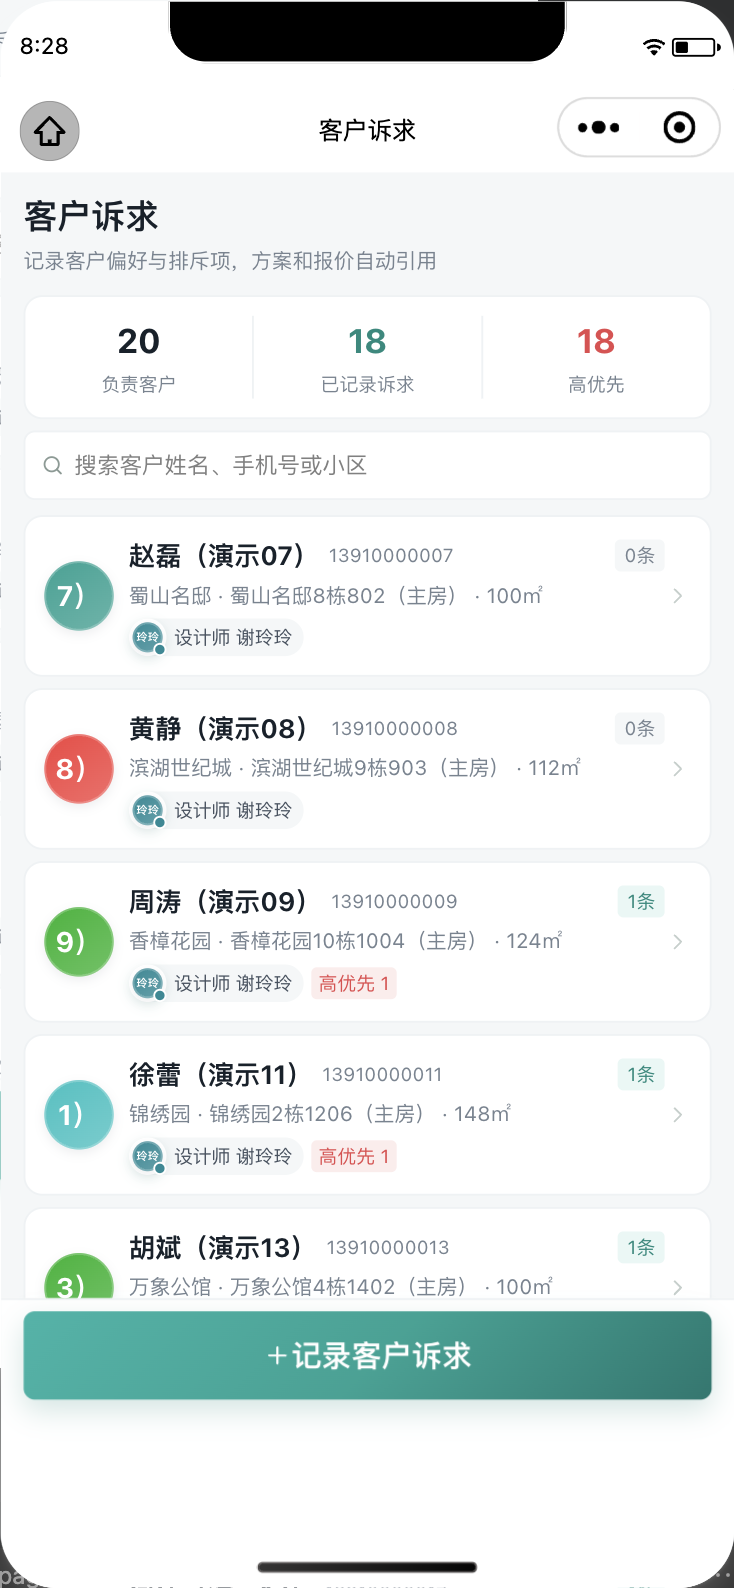 8:28
客户诉求
客户诉求
记录客户偏好与排斥项，方案和报价自动引用
20 18 18
负责客户 已记录诉求 高优先
搜索客户姓名、手机号或小区
赵磊（演示07） 13910000007 0条
7）
蜀山名邸 · 蜀山名邸8栋802（主房） · 100㎡
玲玲 设计师 谢玲玲
黄静（演示08） 13910000008 0条
8）
滨湖世纪城 · 滨湖世纪城9栋903（主房） · 112㎡
玲玲 设计师 谢玲玲
周涛（演示09） 13910000009 1条
9）
香樟花园 · 香樟花园10栋1004（主房） · 124㎡
玲玲 设计师 谢玲玲 高优先 1
徐蕾（演示11） 13910000011 1条
1）
锦绣园 · 锦绣园2栋1206（主房） · 148㎡
玲玲 设计师 谢玲玲 高优先 1
胡斌（演示13） 13910000013 1条
3）
万象公馆 · 万象公馆4栋1402（主房） · 100㎡
＋记录客户诉求